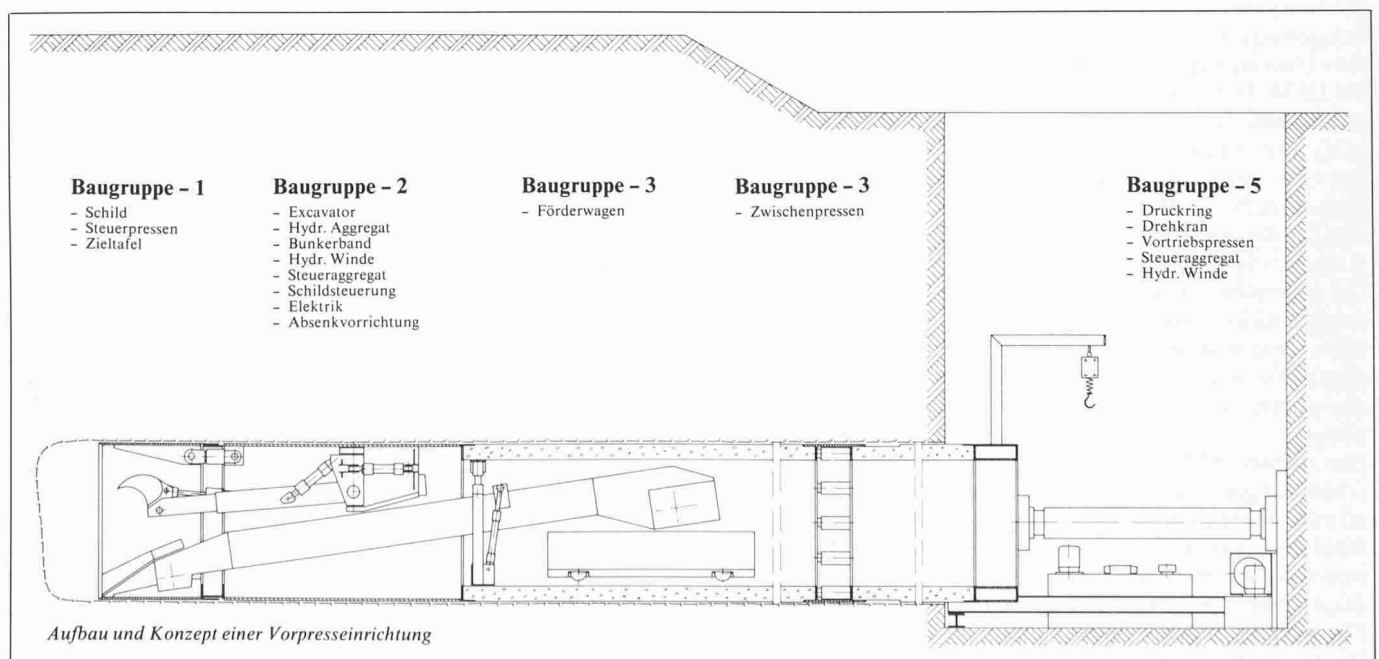 Baugruppe – 1
- Schild
- Steuerpressen
- Zieltafel
Baugruppe – 2
- Excavator
- Hydr. Aggregat
- Bunkerband
- Hydr. Winde
- Steueraggregat
- Schildsteuerung
- Elektrik
- Absenkvorrichtung
Baugruppe – 3
- Förderwagen
Baugruppe – 3
- Zwischenpressen
Baugruppe – 5
- Druckring
- Drehkran
- Vortriebspressen
- Steueraggregat
- Hydr. Winde
Aufbau und Konzept einer Vorpresseinrichtung